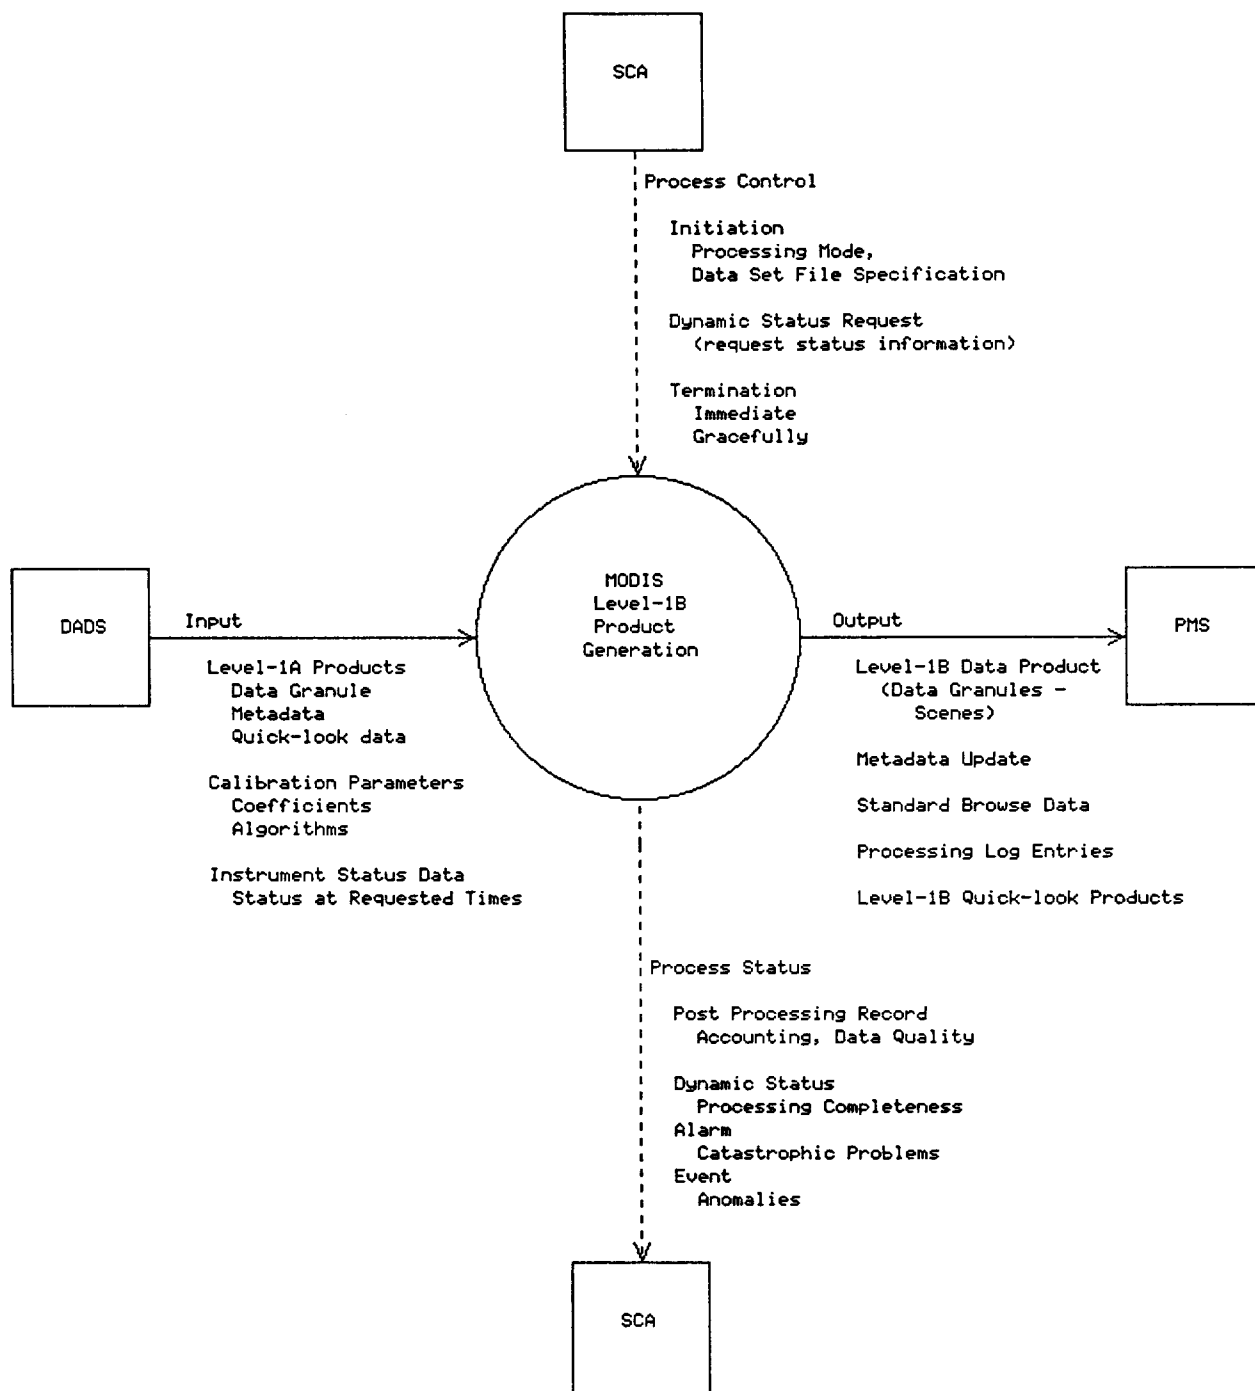 SCA
Process Control
Initiation
Processing Mode,
Data Set File Specification
Dynamic Status Request
(request status information)
Termination
Immediate
Gracefully
MODIS
Level-1B
Product
Generation
DADS
Input
Level-1A Products
Data Granule
Metadata
Quick-look data
Calibration Parameters
Coefficients
Algorithms
Instrument Status Data
Status at Requested Times
Output
PMS
Level-1B Data Product
(Data Granules -
Scenes)
Metadata Update
Standard Browse Data
Processing Log Entries
Level-1B Quick-look Products
Process Status
Post Processing Record
Accounting, Data Quality
Dynamic Status
Processing Completeness
Alarm
Catastrophic Problems
Event
Anomalies
SCA